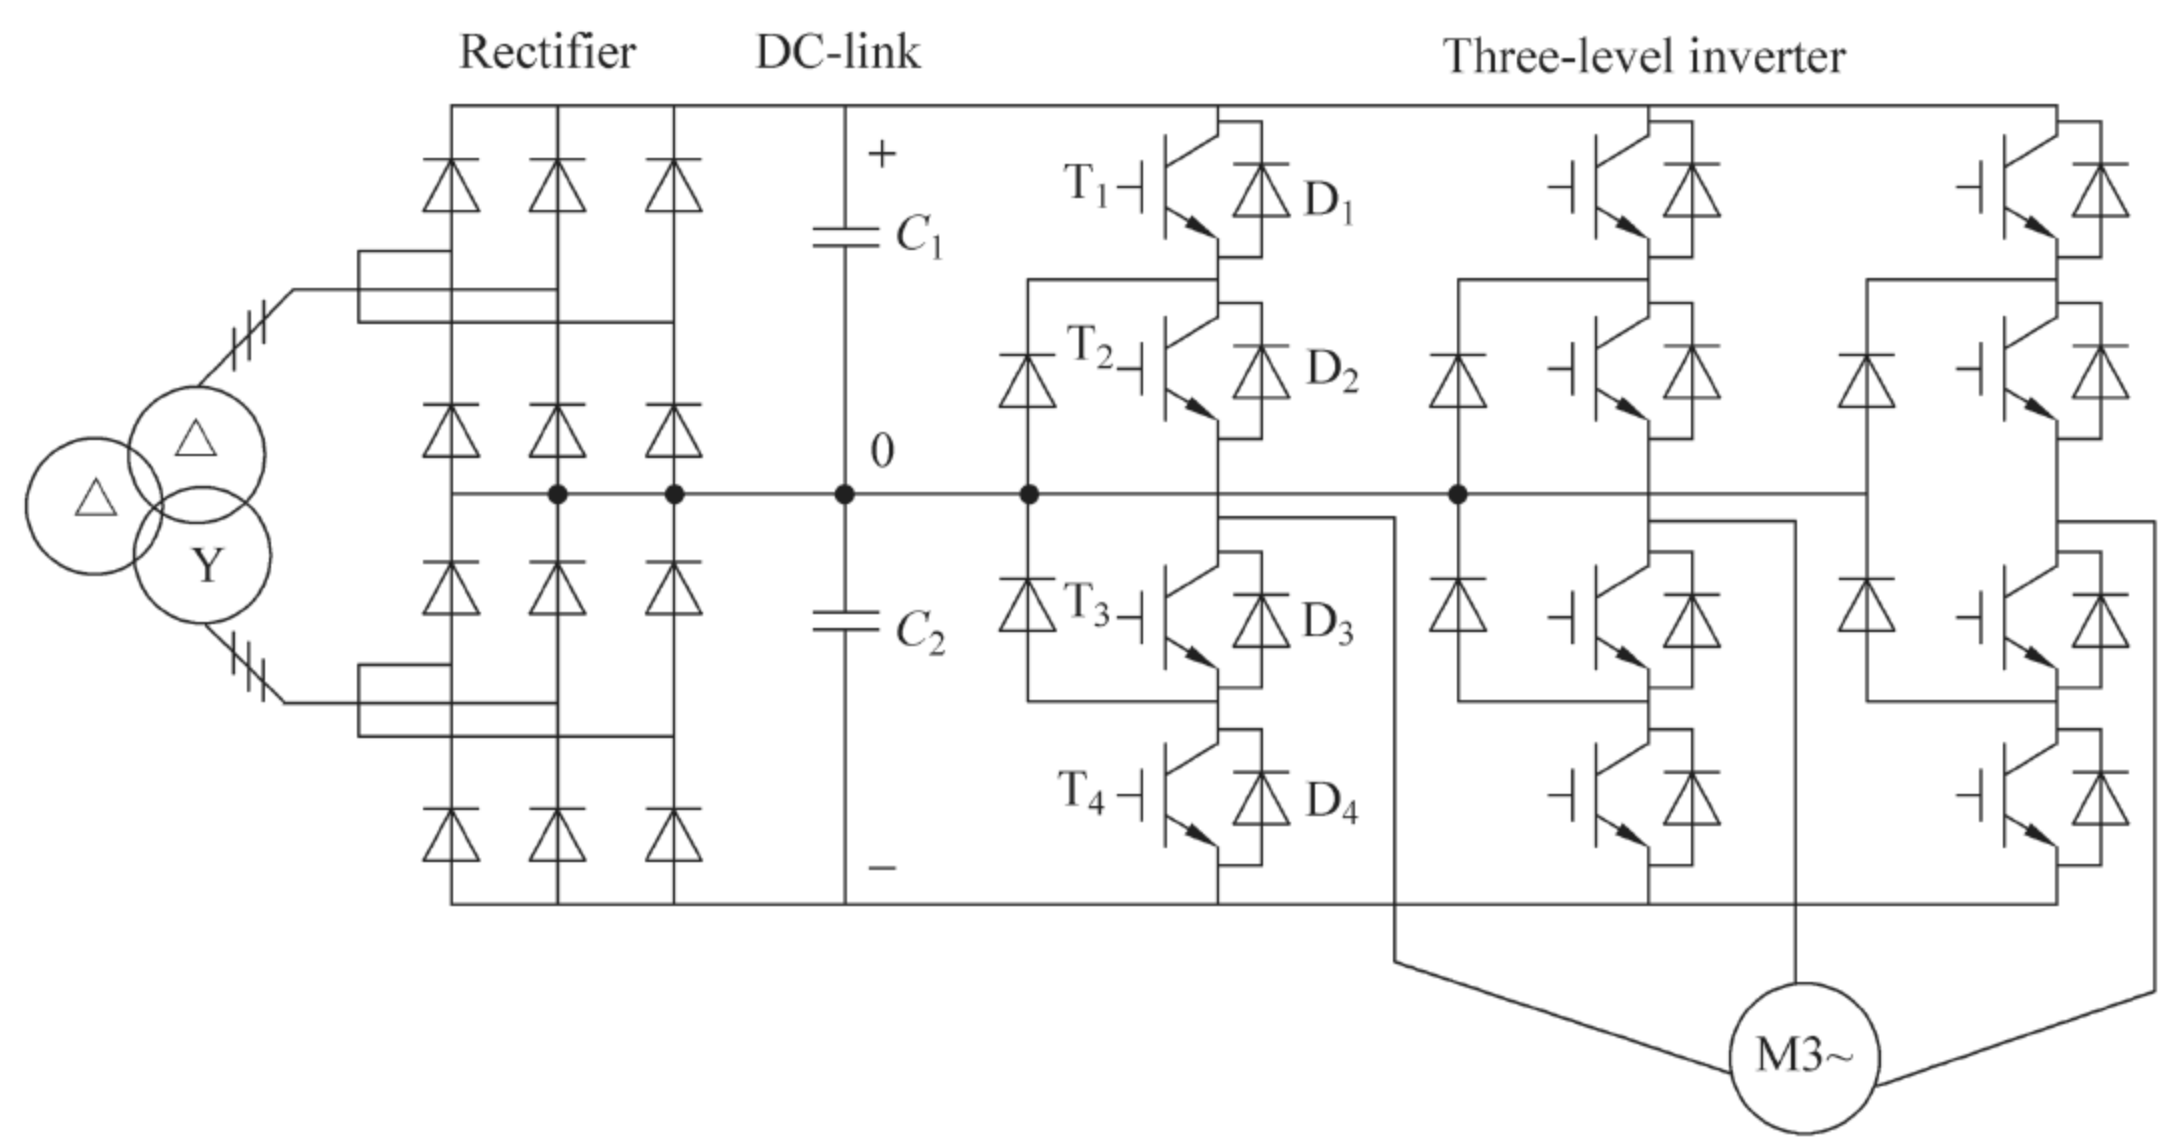 Rectifier
DC-link
Three-level inverter
+
C1
0
C2
−
T1
D1
T2
D2
T3
D3
T4
D4
△
△
Y
M3~